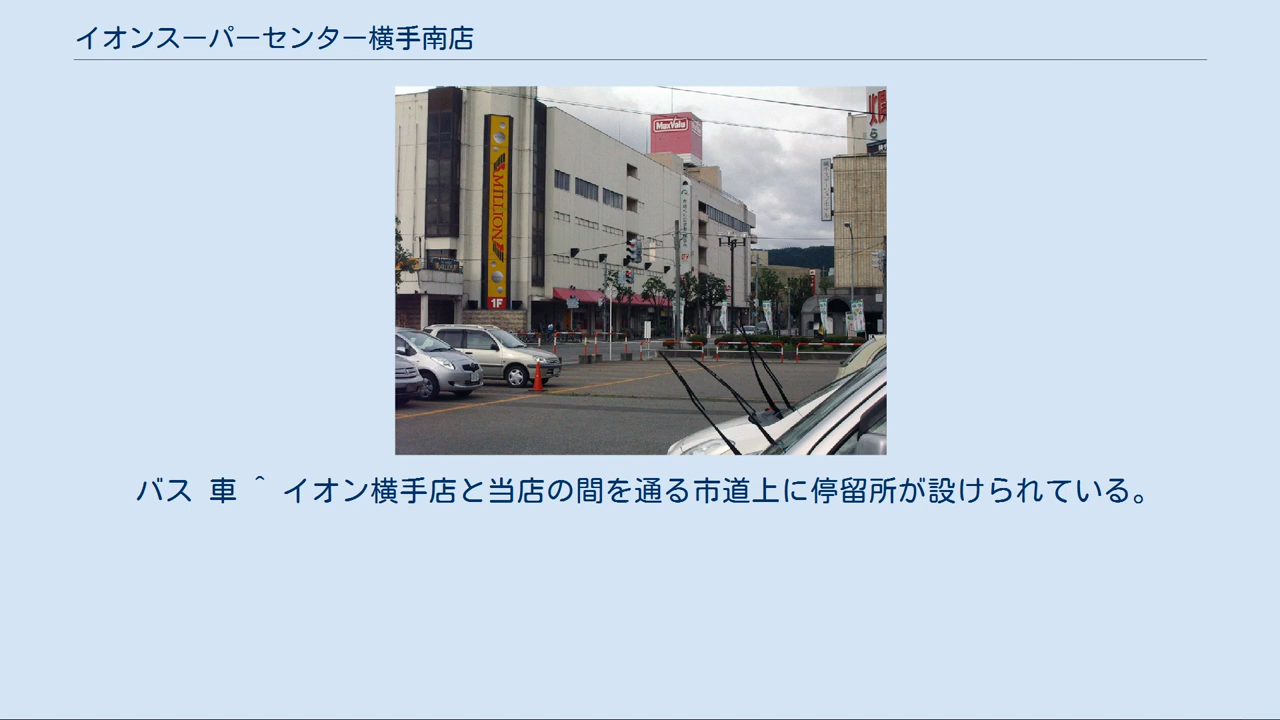 イオンスーパーセンター横手南店
MaxValu
MILLION
1F
バス 車 ^ イオン横手店と当店の間を通る市道上に停留所が設けられている。